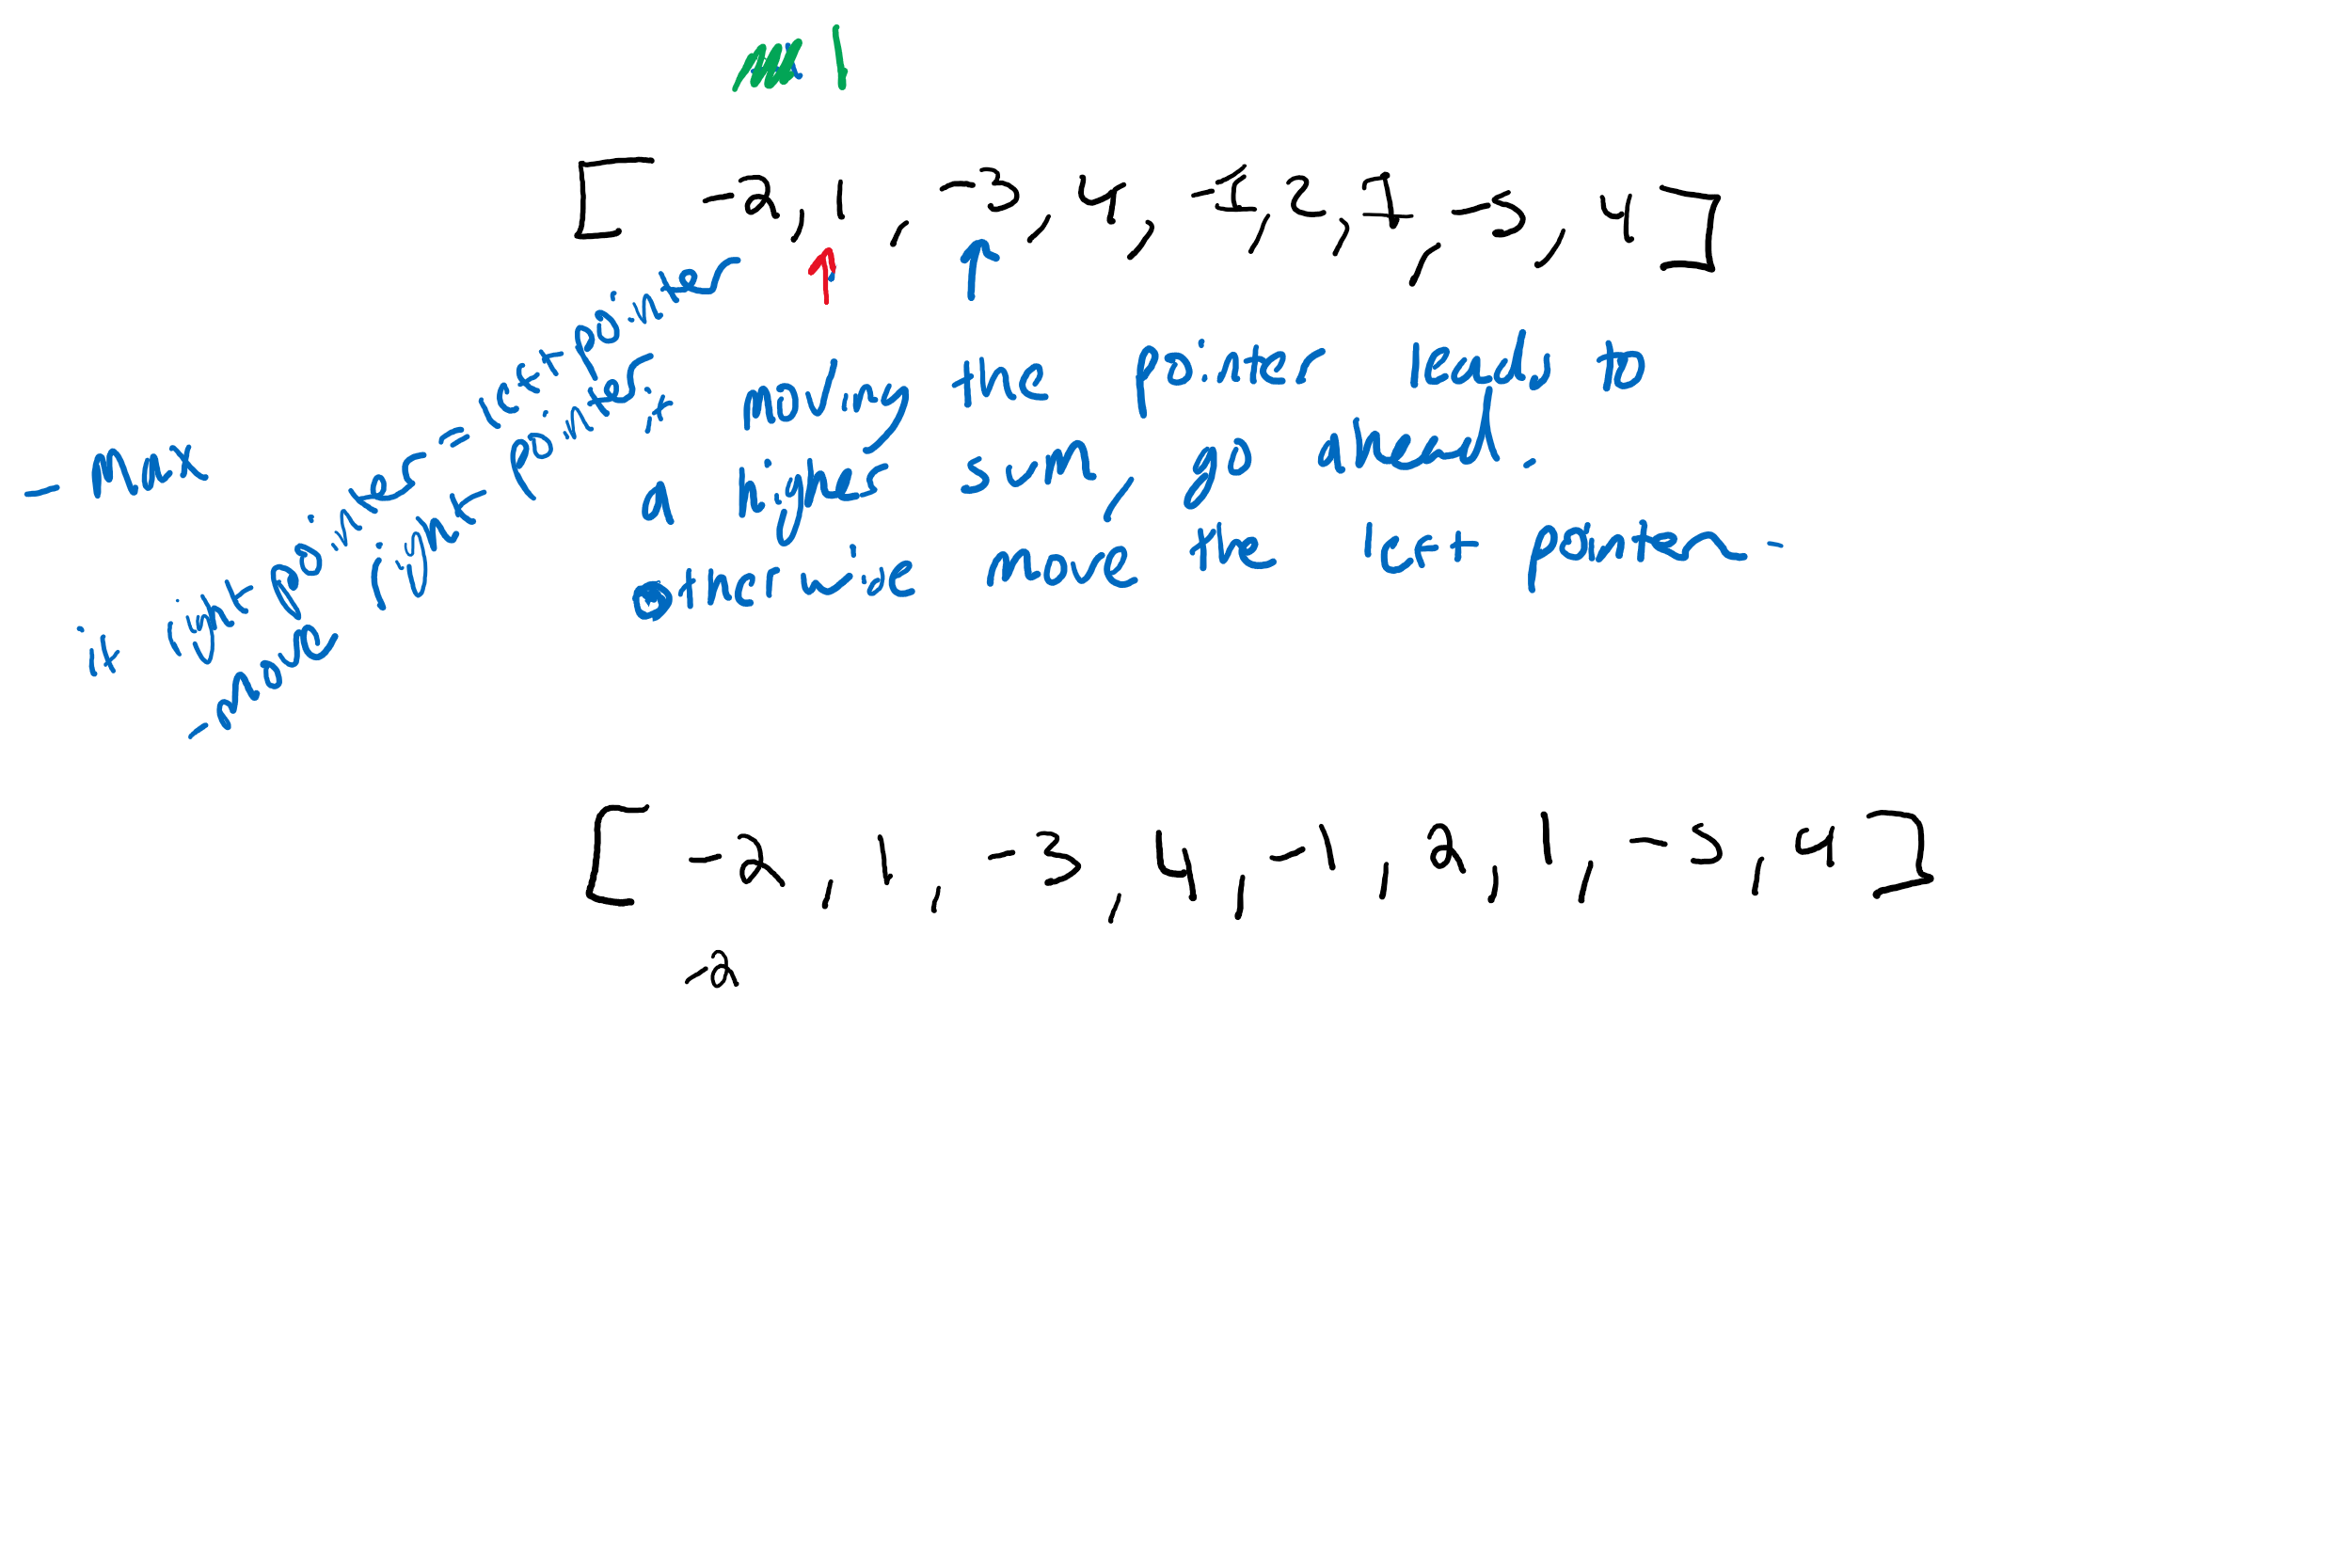 1
[ -2, 1, -3, 4, -1, 2, 1, -5, 4 ]
- Max
if right pointer = left pointer
- move right pointer.
if moving the pointer leads to
a higher sum, go ahead.
otherwise move the left pointer -
[ -2, 1, -3, 4, -1, 2, 1, -5, 4 ]
-2